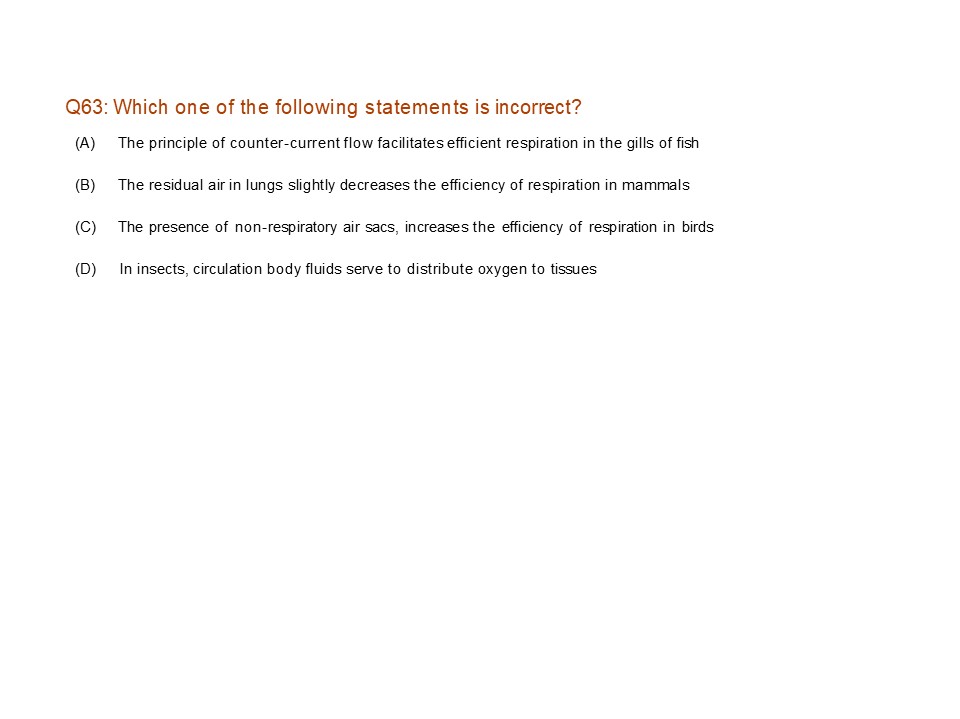 Q63: Which one of the following statements is incorrect?
(A) The principle of counter-current flow facilitates efficient respiration in the gills of fish
(B) The residual air in lungs slightly decreases the efficiency of respiration in mammals
(C) The presence of non-respiratory air sacs, increases the efficiency of respiration in birds
(D) In insects, circulation body fluids serve to distribute oxygen to tissues